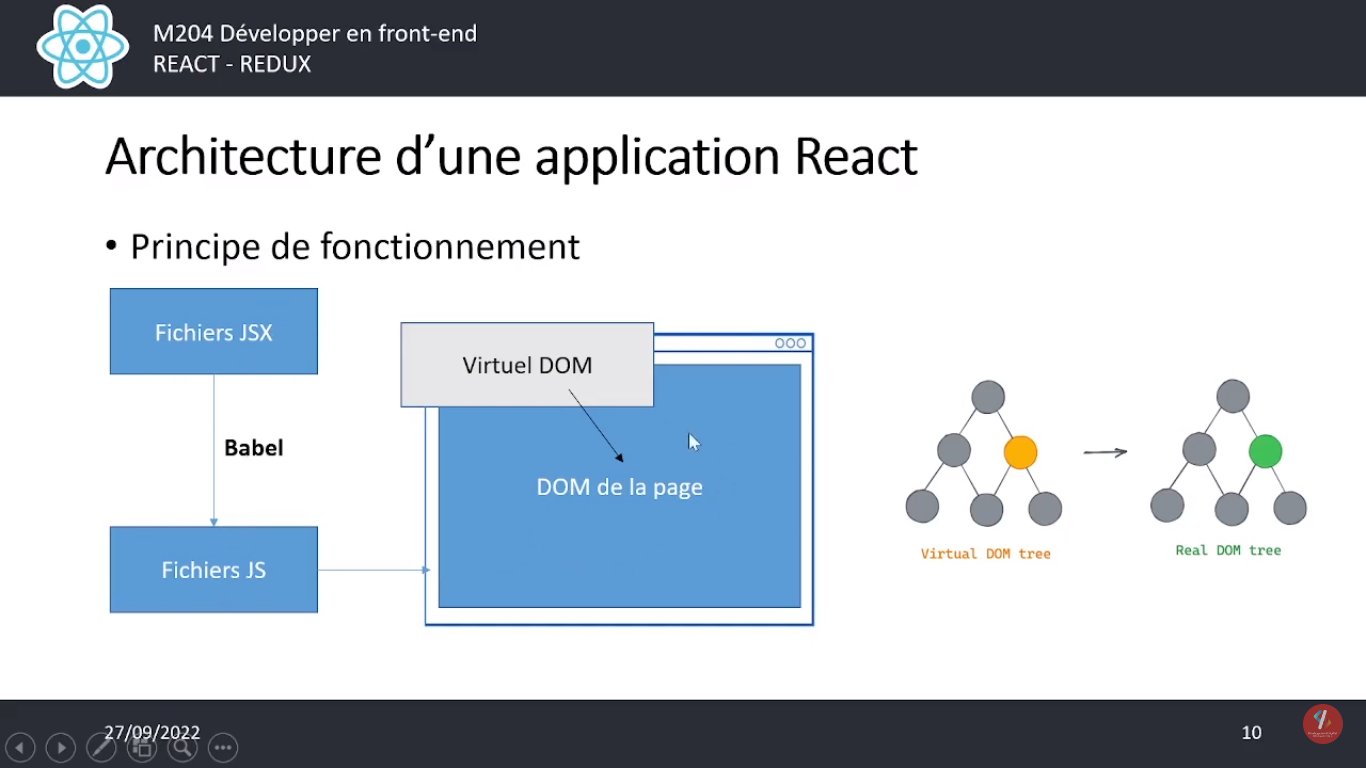 M204 Développer en front-end
REACT - REDUX
Architecture d’une application React
• Principe de fonctionnement
Fichiers JSX
Babel
Fichiers JS
Virtuel DOM
DOM de la page
Virtual DOM tree
Real DOM tree
27/09/2022
10